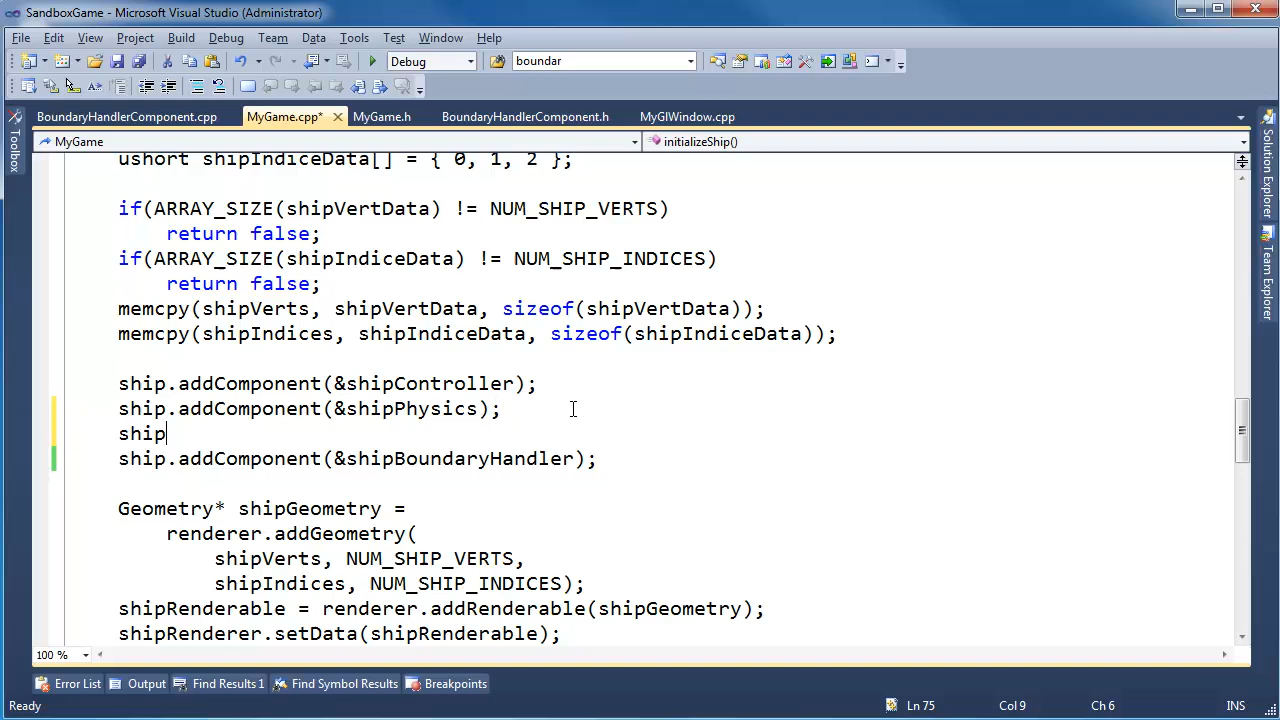 SandboxGame - Microsoft Visual Studio (Administrator)
File Edit View Project Build Debug Team Data Tools Test Window Help
Debug boundar
BoundaryHandlerComponent.cpp MyGame.cpp* MyGame.h BoundaryHandlerComponent.h MyGlWindow.cpp
MyGame initializeShip()
Toolbox
Solution Explorer
Team Explorer
ushort shipIndiceData[] = { 0, 1, 2 };
if(ARRAY_SIZE(shipVertData) != NUM_SHIP_VERTS)
return false;
if(ARRAY_SIZE(shipIndiceData) != NUM_SHIP_INDICES)
return false;
memcpy(shipVerts, shipVertData, sizeof(shipVertData));
memcpy(shipIndices, shipIndiceData, sizeof(shipIndiceData));
ship.addComponent(&shipController);
ship.addComponent(&shipPhysics);
ship
ship.addComponent(&shipBoundaryHandler);
Geometry* shipGeometry =
renderer.addGeometry(
shipVerts, NUM_SHIP_VERTS,
shipIndices, NUM_SHIP_INDICES);
shipRenderable = renderer.addRenderable(shipGeometry);
shipRenderer.setData(shipRenderable);
100 %
Error List Output Find Results 1 Find Symbol Results Breakpoints
Ready Ln 75 Col 9 Ch 6 INS